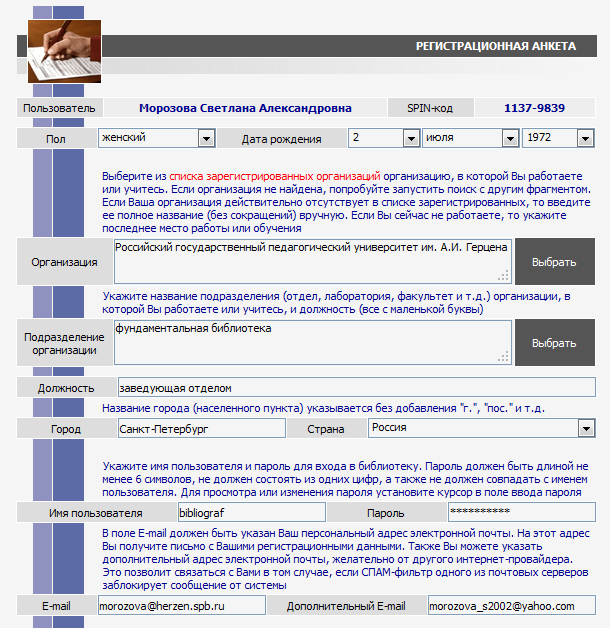 РЕГИСТРАЦИОННАЯ АНКЕТА
Пользователь Морозова Светлана Александровна SPIN-код 1137-9839
Пол женский Дата рождения 2 июля 1972
Выберите из списка зарегистрированных организаций организацию, в которой Вы работаете
или учитесь. Если организация не найдена, попробуйте запустить поиск с другим фрагментом.
Если Ваша организация действительно отсутствует в списке зарегистрированных, то введите
ее полное название (без сокращений) вручную. Если Вы сейчас не работаете, то укажите
последнее место работы или обучения
Организация Российский государственный педагогический университет им. А.И. Герцена Выбрать
Укажите название подразделения (отдел, лаборатория, факультет и т.д.) организации, в
которой Вы работаете или учитесь, и должность (все с маленькой буквы)
Подразделение организации фундаментальная библиотека Выбрать
Должность заведующая отделом
Название города (населенного пункта) указывается без добавления "г.", "пос." и т.д.
Город Санкт-Петербург Страна Россия
Укажите имя пользователя и пароль для входа в библиотеку. Пароль должен быть длиной не
менее 6 символов, не должен состоять из одних цифр, а также не должен совпадать с именем
пользователя. Для просмотра или изменения пароля установите курсор в поле ввода пароля
Имя пользователя bibliograf Пароль **********
В поле E-mail должен быть указан Ваш персональный адрес электронной почты. На этот адрес
Вы получите письмо с Вашими регистрационными данными. Также Вы можете указать
дополнительный адрес электронной почты, желательно от другого интернет-провайдера.
Это позволит связаться с Вами в том случае, если СПАМ-фильтр одного из почтовых серверов
заблокирует сообщение от системы
E-mail morozova@herzen.spb.ru Дополнительный E-mail morozova_s2002@yahoo.com